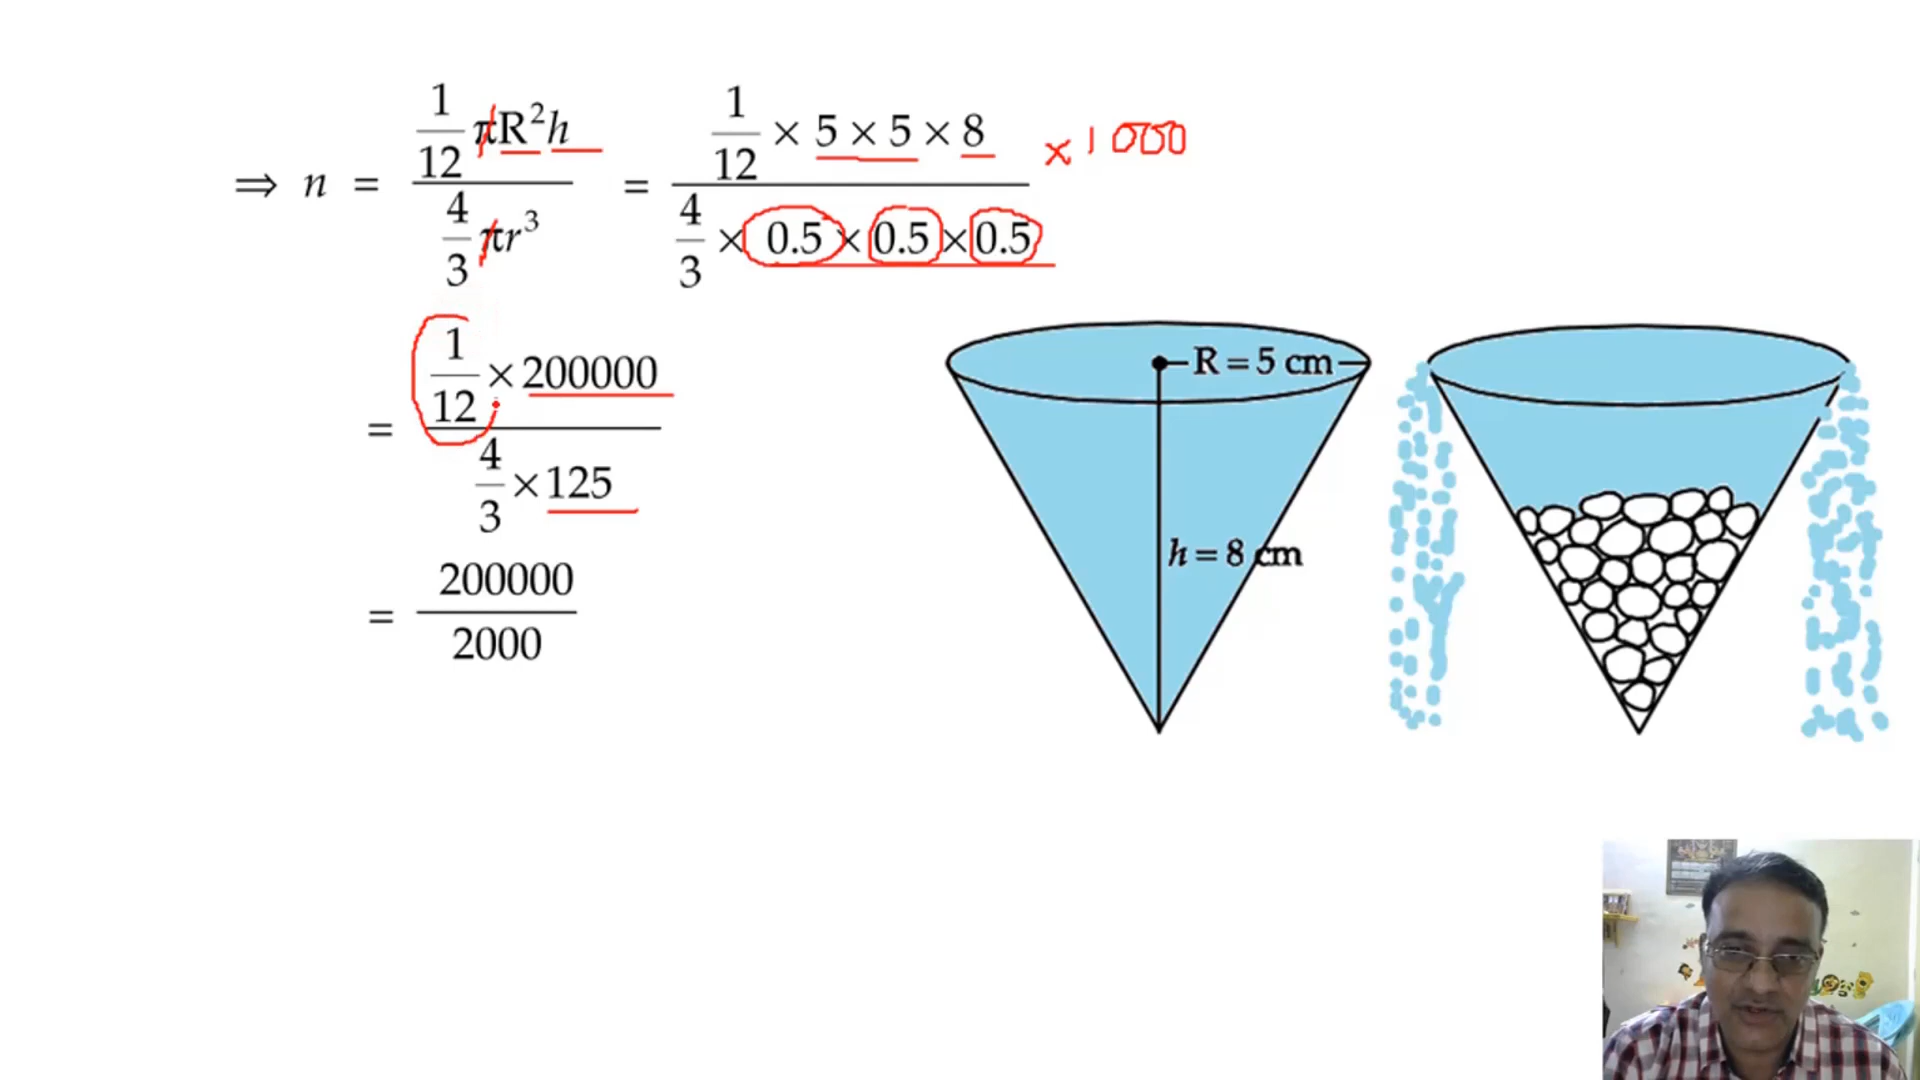 ⇒ n = (1/12 πR²h)/(4/3 πr³) = (1/12 × 5 × 5 × 8)/(4/3 × 0.5 × 0.5 × 0.5) × 1000
= (1/12 × 200000)/(4/3 × 125)
= 200000/2000
R = 5 cm
h = 8 cm